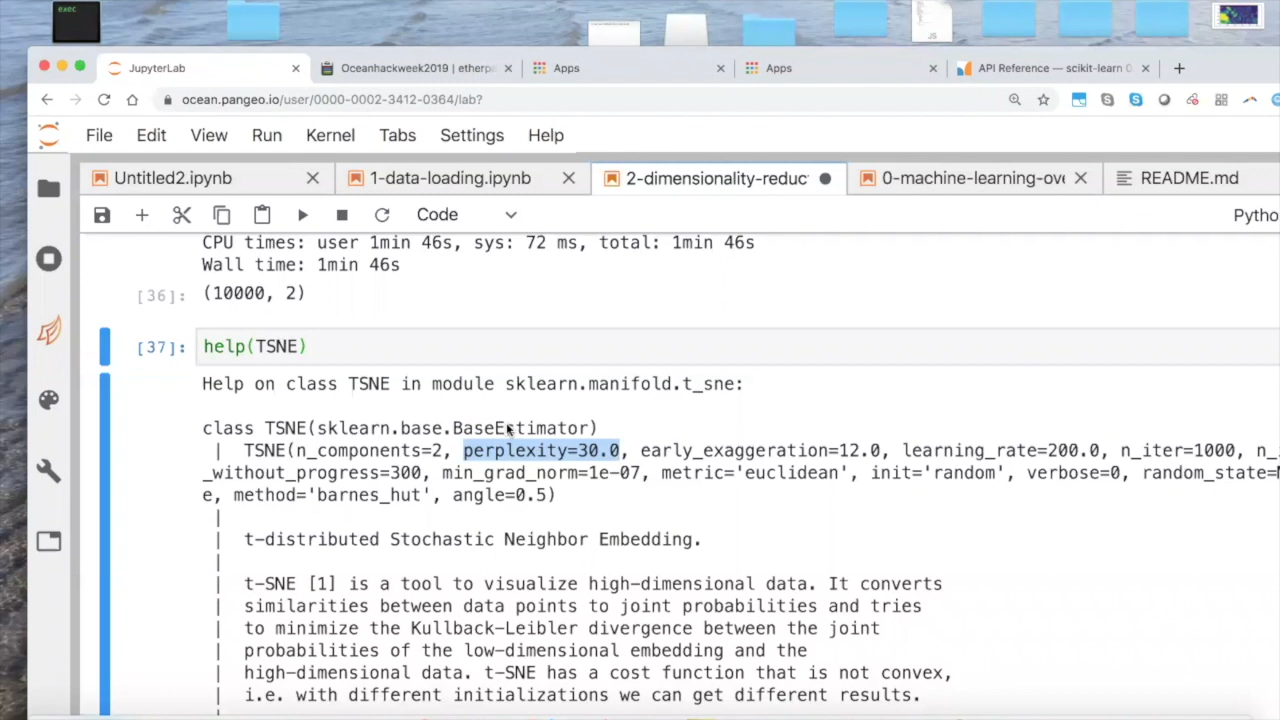 exec
JS
JupyterLab
Oceanhackweek2019 | etherpa
Apps
Apps
API Reference — scikit-learn 0
ocean.pangeo.io/user/0000-0002-3412-0364/lab?
File Edit View Run Kernel Tabs Settings Help
Untitled2.ipynb
1-data-loading.ipynb
2-dimensionality-reduc
0-machine-learning-ove
README.md
Code
Pytho
CPU times: user 1min 46s, sys: 72 ms, total: 1min 46s
Wall time: 1min 46s
[36]: (10000, 2)
[37]: help(TSNE)
Help on class TSNE in module sklearn.manifold.t_sne:
class TSNE(sklearn.base.BaseEstimator)
 | TSNE(n_components=2, perplexity=30.0, early_exaggeration=12.0, learning_rate=200.0, n_iter=1000, n_i
_without_progress=300, min_grad_norm=1e-07, metric='euclidean', init='random', verbose=0, random_state=N
e, method='barnes_hut', angle=0.5)
 |
 | t-distributed Stochastic Neighbor Embedding.
 |
 | t-SNE [1] is a tool to visualize high-dimensional data. It converts
 | similarities between data points to joint probabilities and tries
 | to minimize the Kullback-Leibler divergence between the joint
 | probabilities of the low-dimensional embedding and the
 | high-dimensional data. t-SNE has a cost function that is not convex,
 | i.e. with different initializations we can get different results.